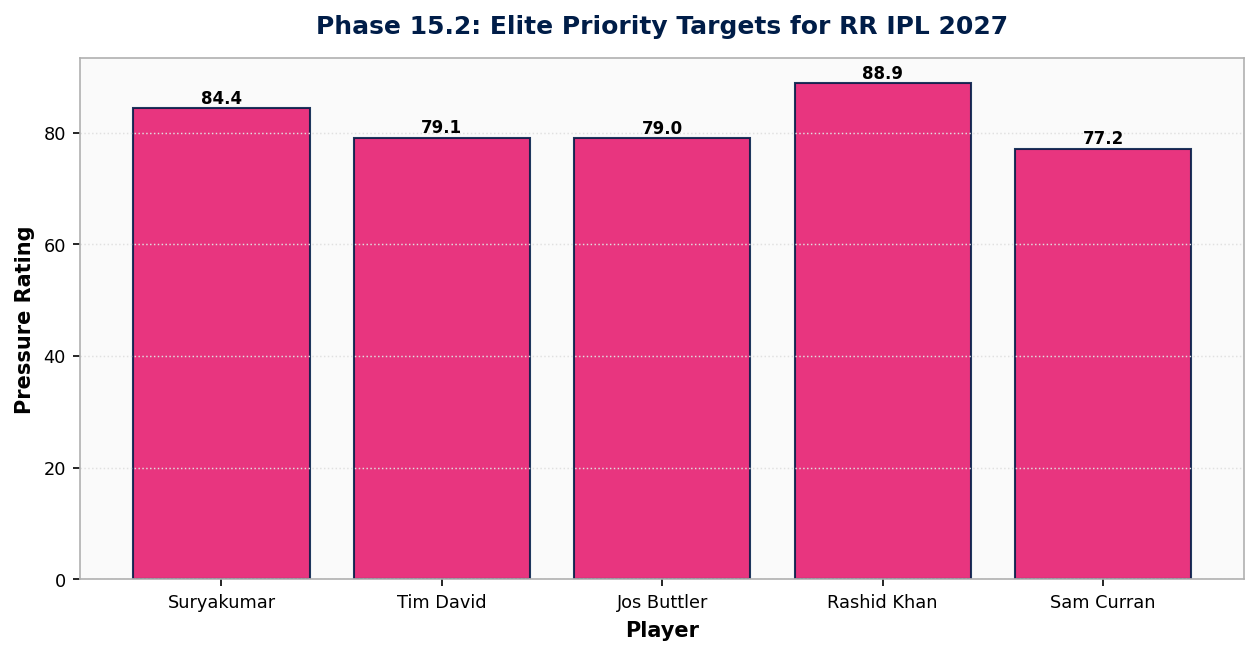 Phase 15.2: Elite Priority Targets for RR IPL 2027
Pressure Rating
80
60
40
20
0
84.4
79.1
79.0
88.9
77.2
Suryakumar
Tim David
Jos Buttler
Rashid Khan
Sam Curran
Player